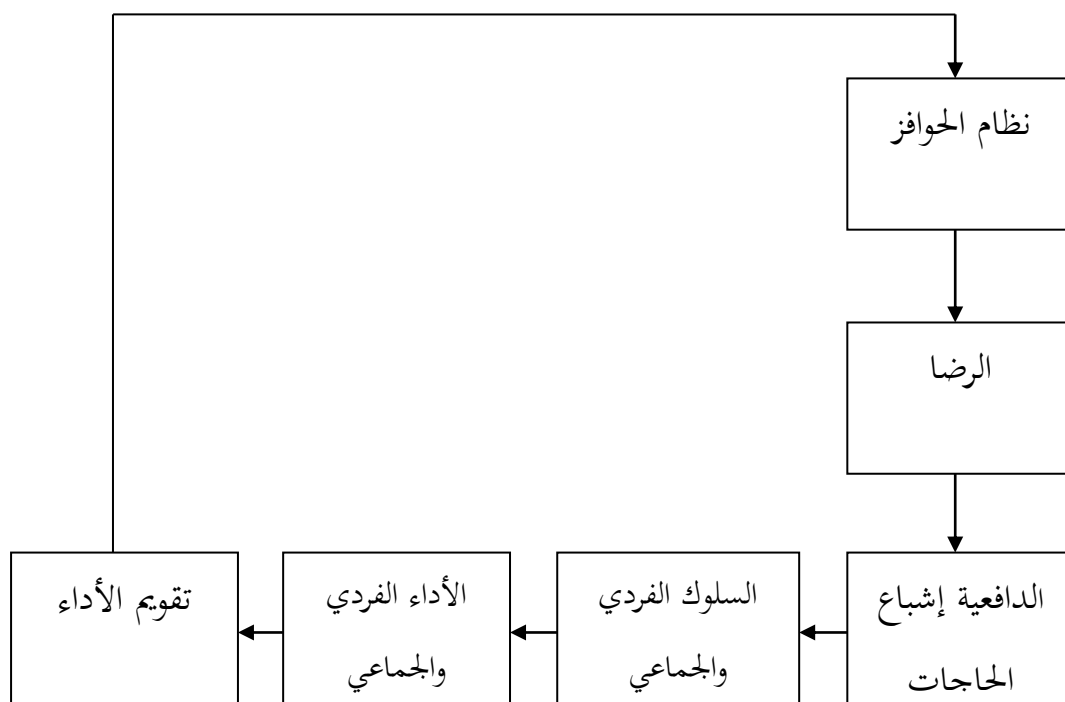 نظام الحوافز
الرضا
الدافعية إشباع
الحاجات
السلوك الفردي
والجماعي
الأداء الفردي
والجماعي
تقويم الأداء